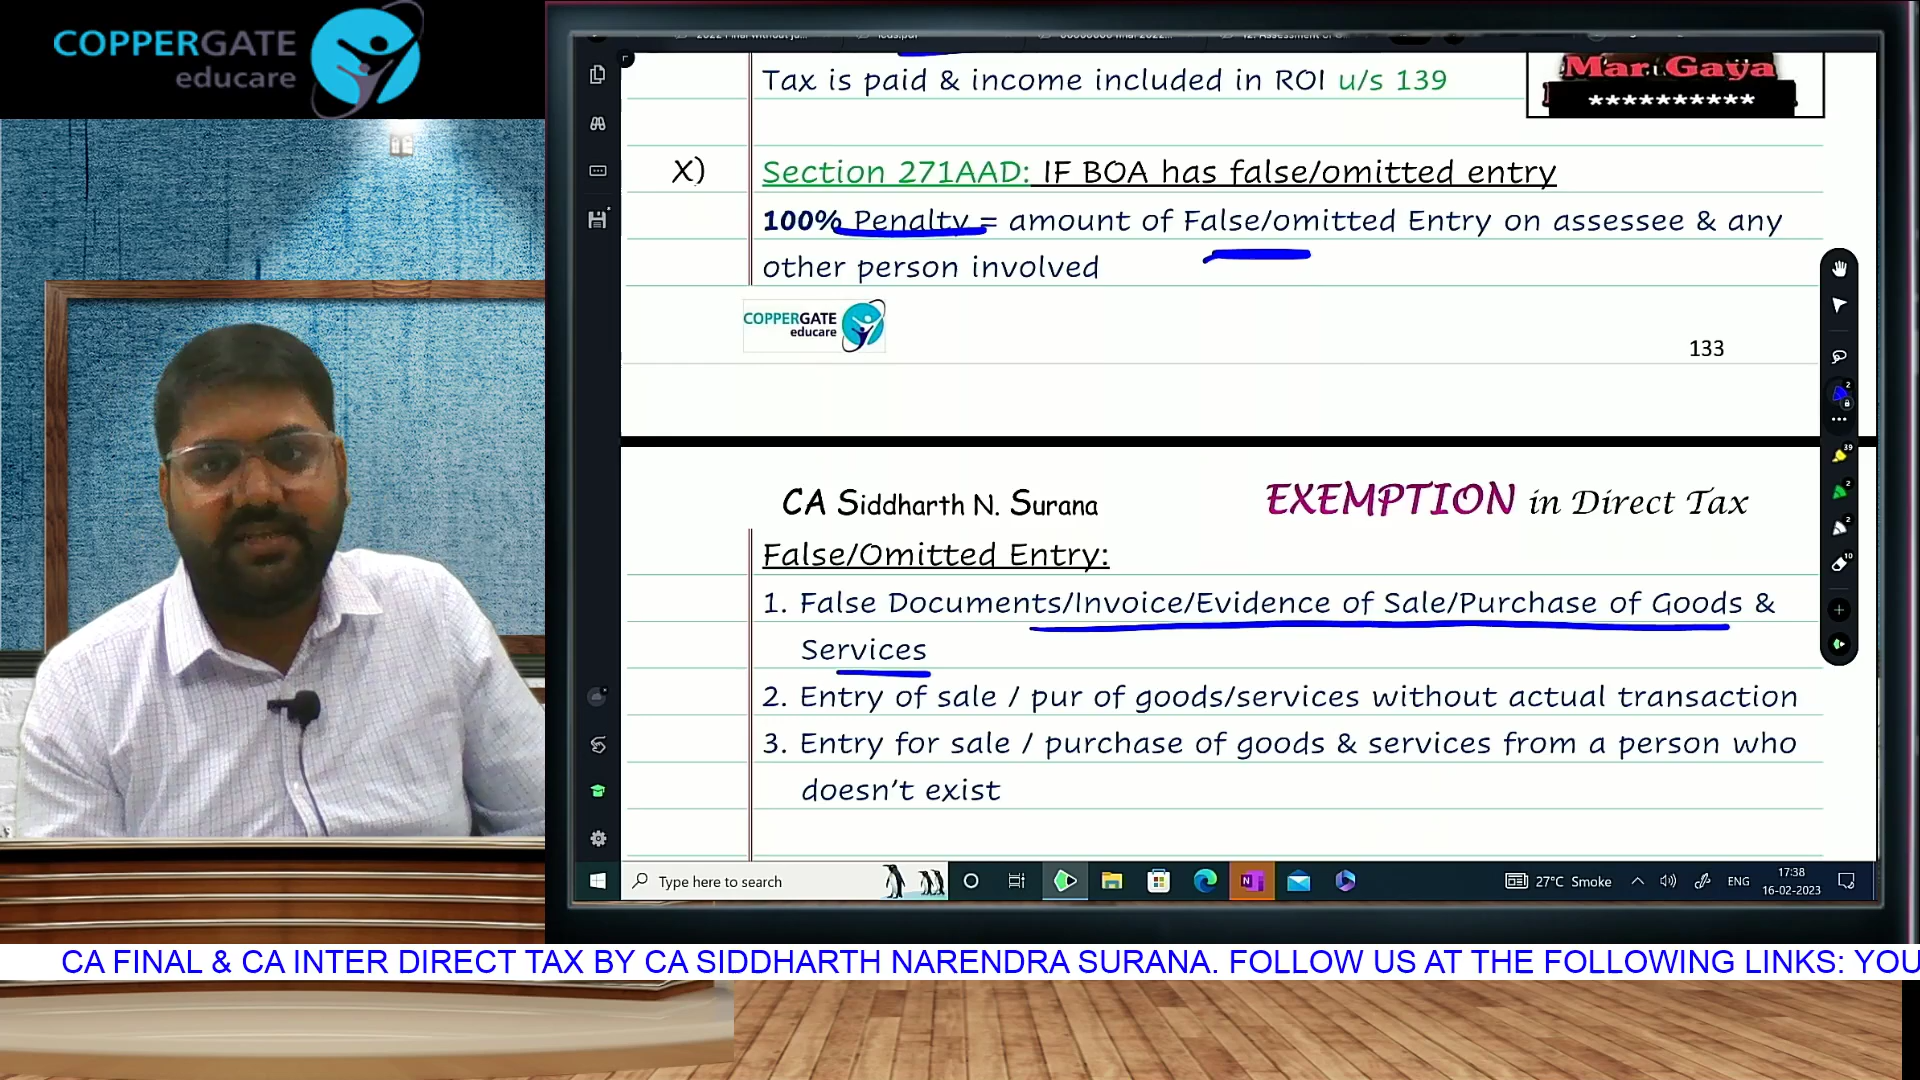 COPPERGATE
educare
Tax is paid & income included in ROI u/s 139
Mar Gaya
**********
X)
Section 271AAD: IF BOA has false/omitted entry
100% Penalty = amount of False/omitted Entry on assessee & any
other person involved
COPPERGATE
educare
133
CA Siddharth N. Surana
EXEMPTION in Direct Tax
False/Omitted Entry:
1. False Documents/Invoice/Evidence of Sale/Purchase of Goods &
Services
2. Entry of sale / pur of goods/services without actual transaction
3. Entry for sale / purchase of goods & services from a person who
doesn't exist
Type here to search
27°C Smoke
ENG
17:38
16-02-2023
CA FINAL & CA INTER DIRECT TAX BY CA SIDDHARTH NARENDRA SURANA. FOLLOW US AT THE FOLLOWING LINKS: YOU